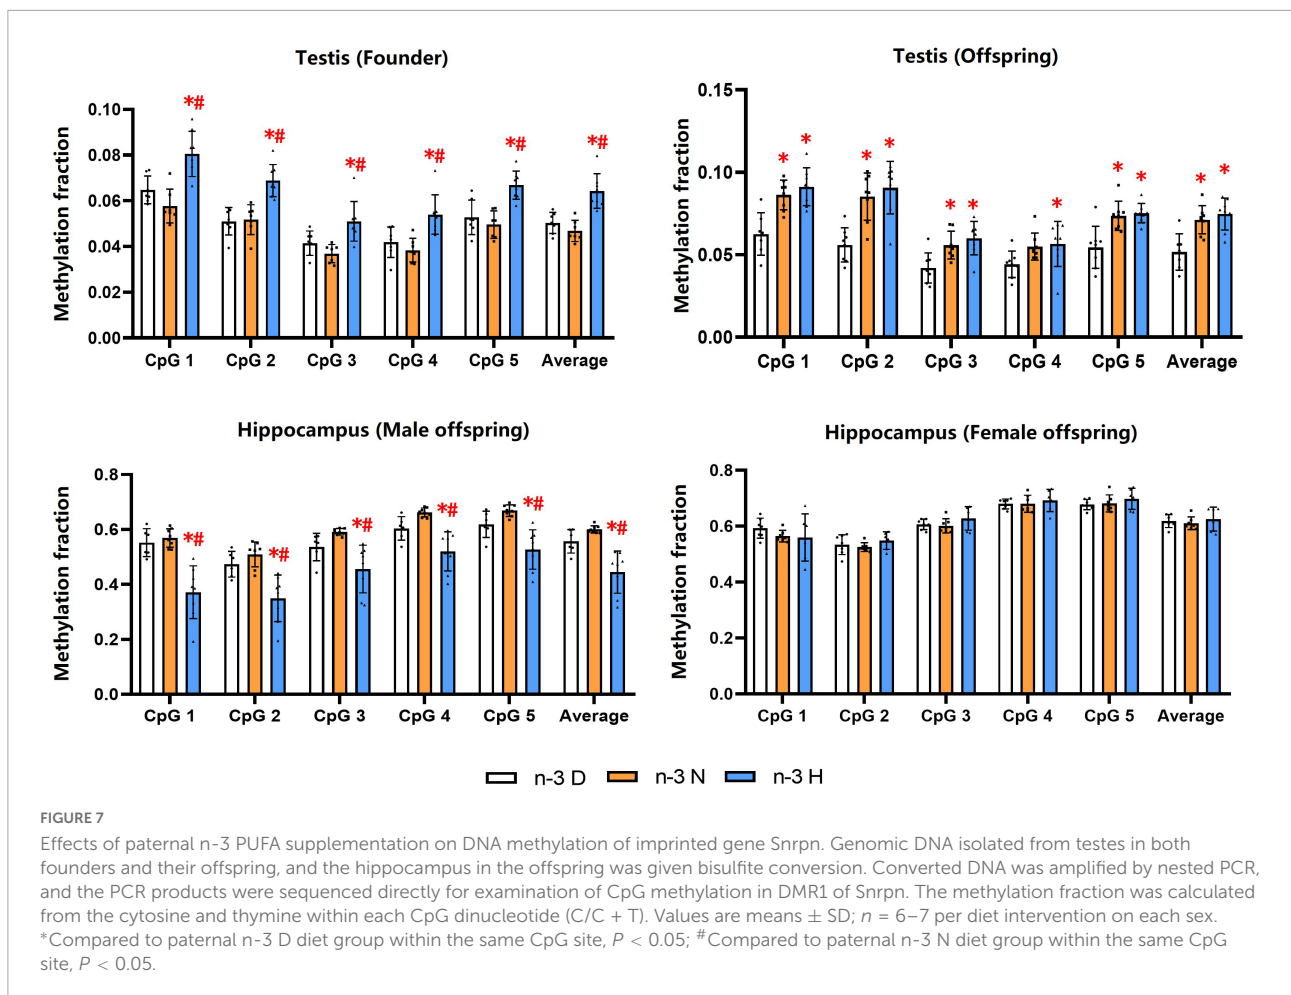 Testis (Founder)
Methylation fraction
0.10
0.08
0.06
0.04
0.02
0.00
*# *# *# *# *# *#
CpG 1 CpG 2 CpG 3 CpG 4 CpG 5 Average
Testis (Offspring)
Methylation fraction
0.15
0.10
0.05
0.00
* * * * * * * * * * *
CpG 1 CpG 2 CpG 3 CpG 4 CpG 5 Average
Hippocampus (Male offspring)
Methylation fraction
0.8
0.6
0.4
0.2
0.0
*# *# *# *# *# *#
CpG 1 CpG 2 CpG 3 CpG 4 CpG 5 Average
Hippocampus (Female offspring)
Methylation fraction
0.8
0.6
0.4
0.2
0.0
CpG 1 CpG 2 CpG 3 CpG 4 CpG 5 Average
n-3 D n-3 N n-3 H
FIGURE 7
Effects of paternal n-3 PUFA supplementation on DNA methylation of imprinted gene Snrpn. Genomic DNA isolated from testes in both
founders and their offspring, and the hippocampus in the offspring was given bisulfite conversion. Converted DNA was amplified by nested PCR,
and the PCR products were sequenced directly for examination of CpG methylation in DMR1 of Snrpn. The methylation fraction was calculated
from the cytosine and thymine within each CpG dinucleotide (C/C + T). Values are means ± SD; n = 6–7 per diet intervention on each sex.
*Compared to paternal n-3 D diet group within the same CpG site, P < 0.05; #Compared to paternal n-3 N diet group within the same CpG
site, P < 0.05.